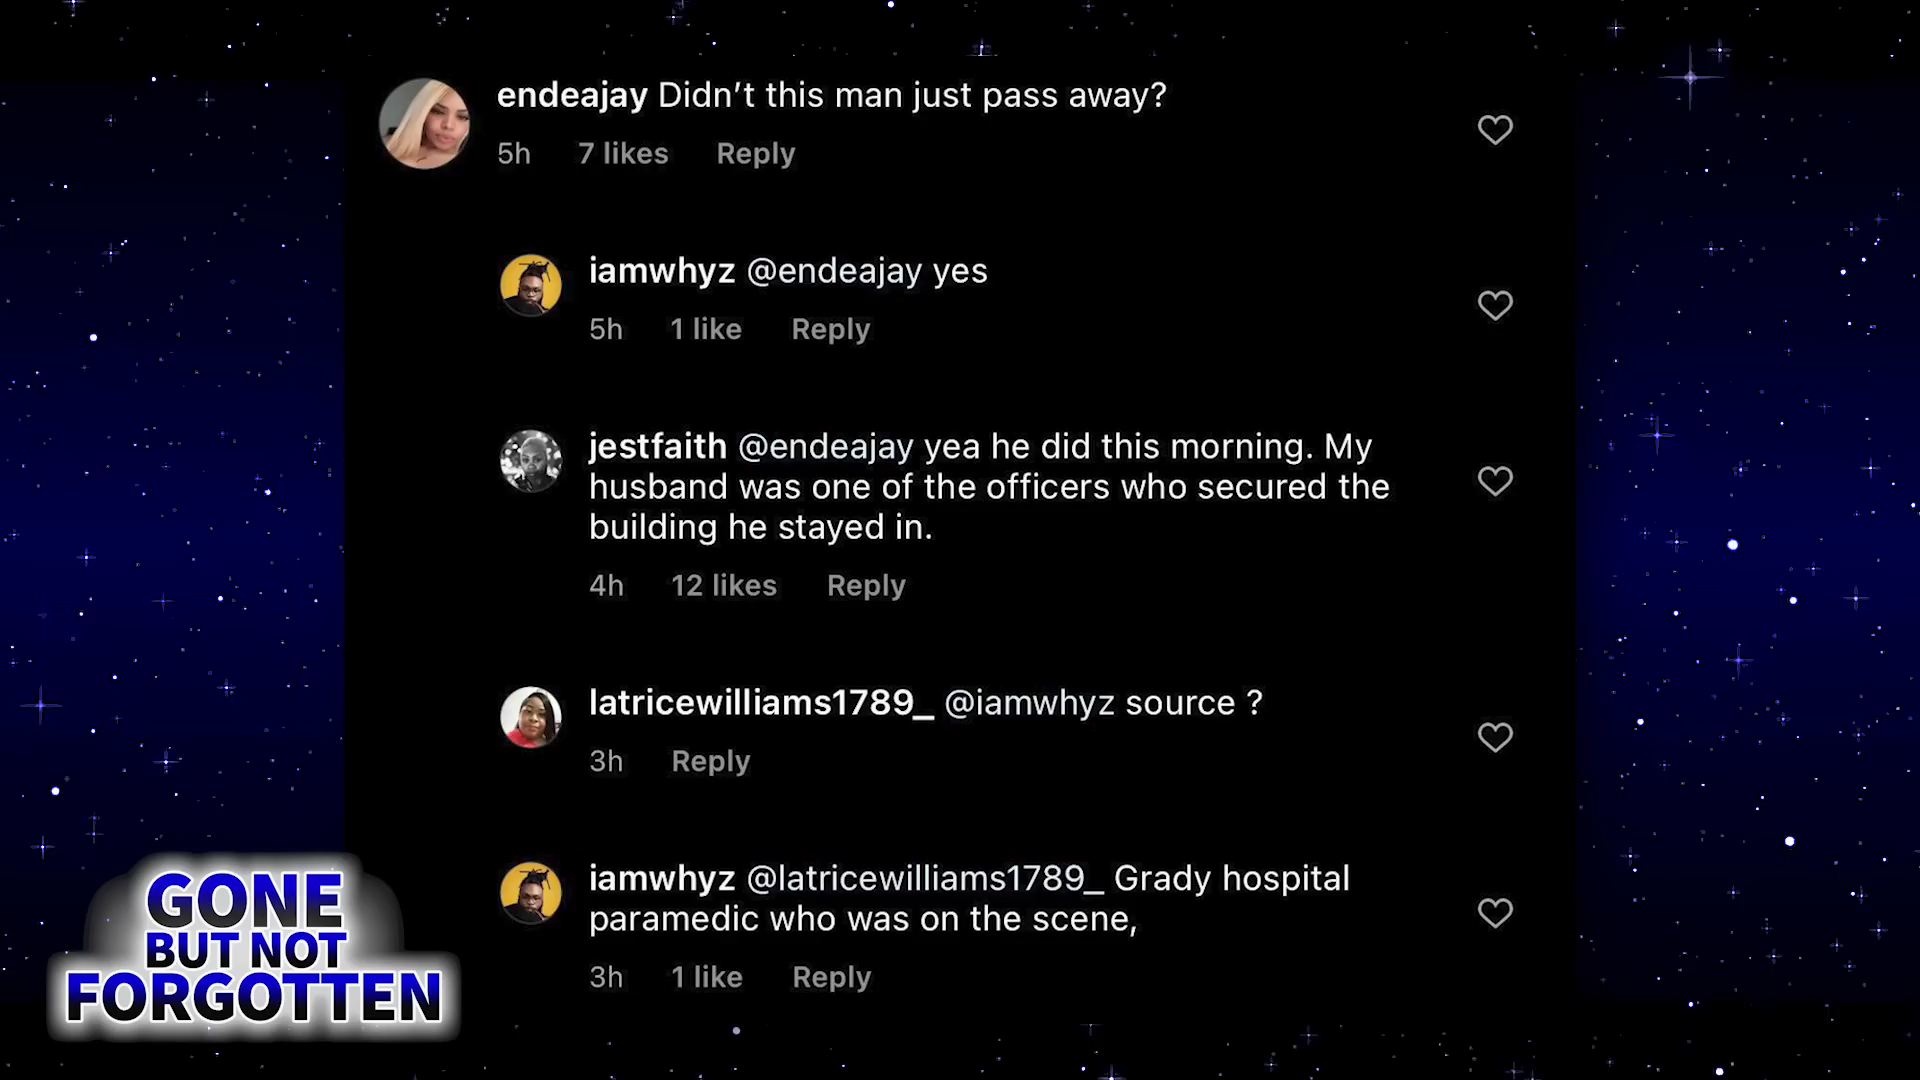 endeajay Didn’t this man just pass away?
5h 7 likes Reply
iamwhyz @endeajay yes
5h 1 like Reply
jestfaith @endeajay yea he did this morning. My
husband was one of the officers who secured the
building he stayed in.
4h 12 likes Reply
latricewilliams1789_ @iamwhyz source ?
3h Reply
iamwhyz @latricewilliams1789_ Grady hospital
paramedic who was on the scene,
3h 1 like Reply
GONE
BUT NOT
FORGOTTEN